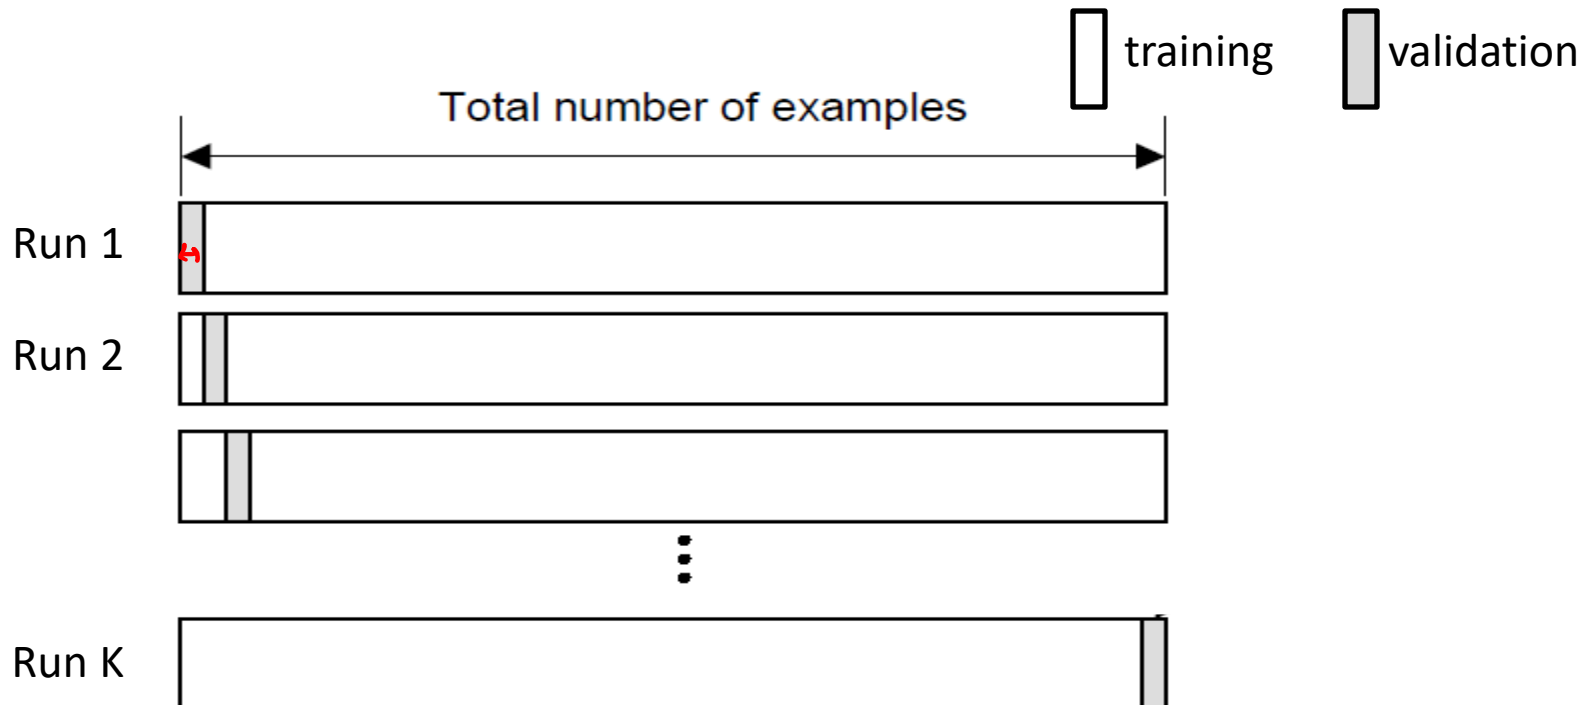 training
validation
Total number of examples
Run 1
Run 2
Run K